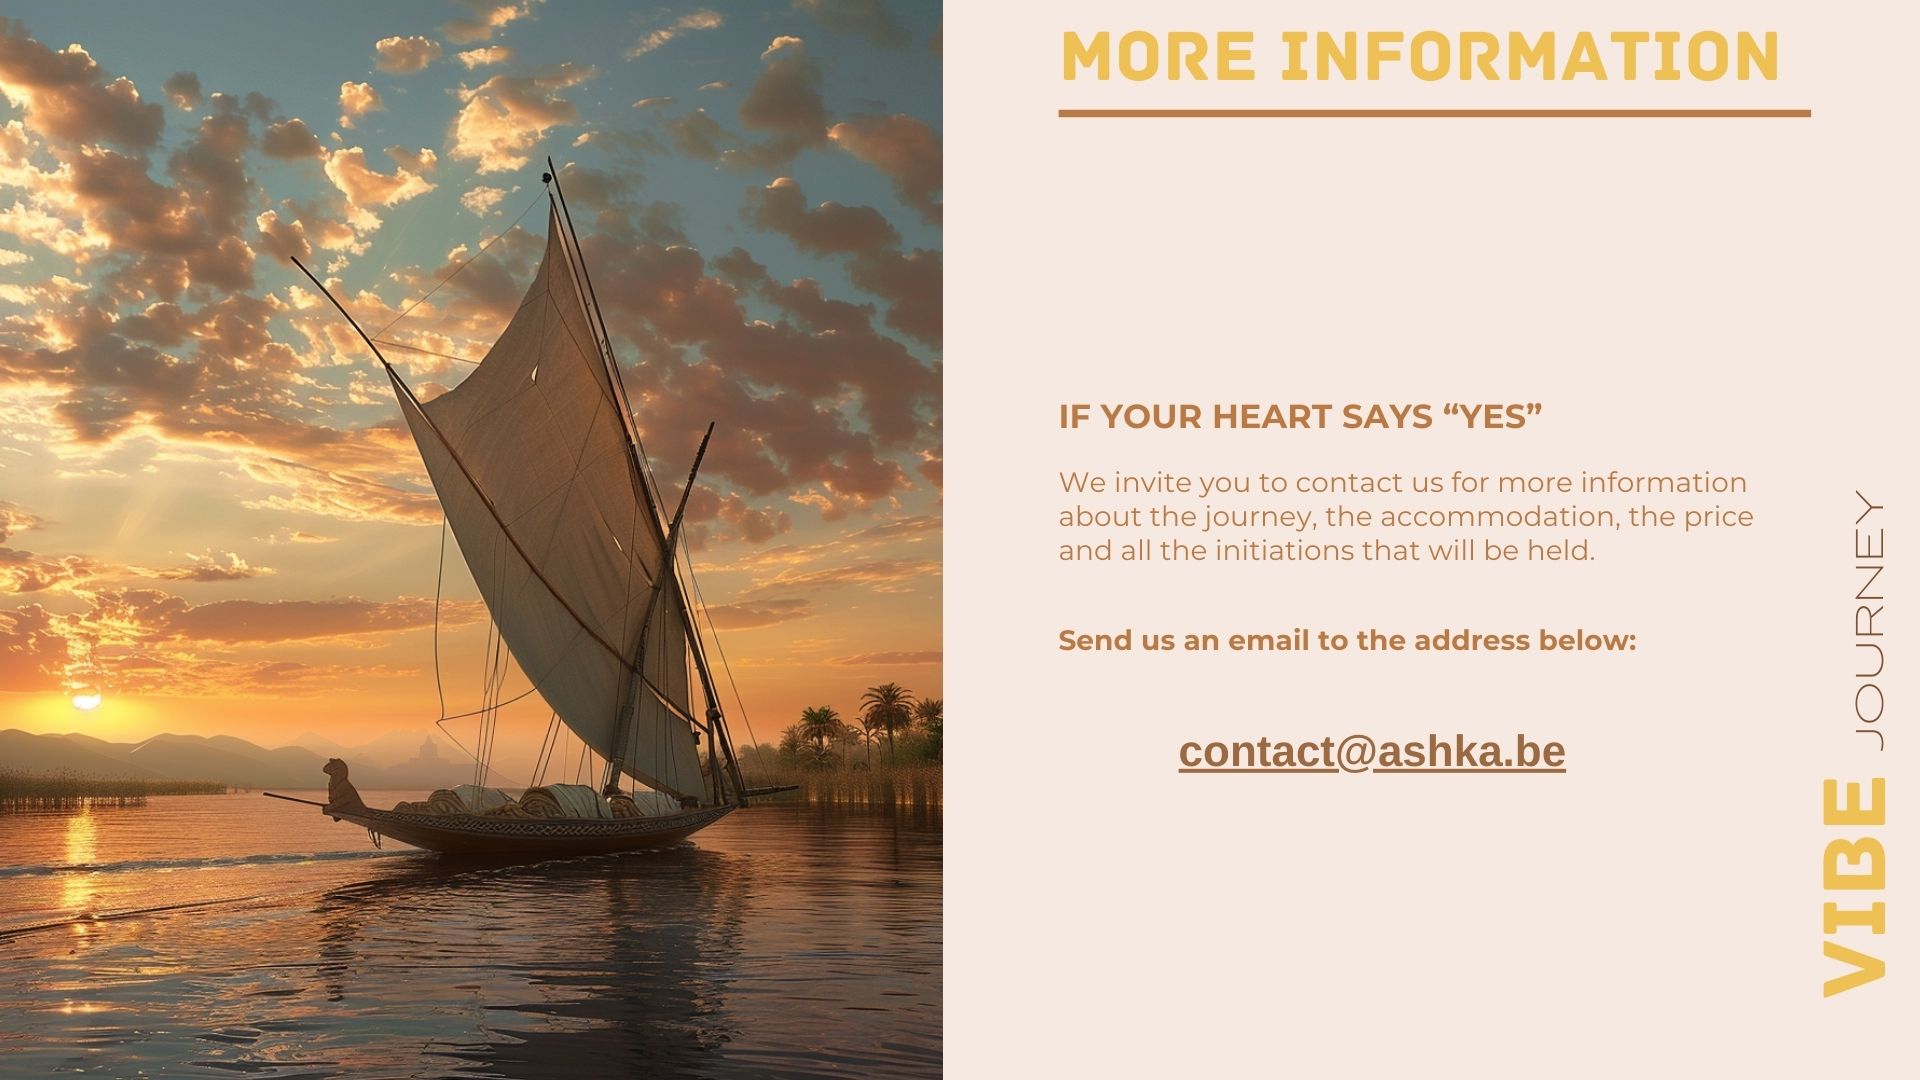 MORE INFORMATION
IF YOUR HEART SAYS “YES”
We invite you to contact us for more information
about the journey, the accommodation, the price
and all the initiations that will be held.
Send us an email to the address below:
contact@ashka.be
VIBE JOURNEY